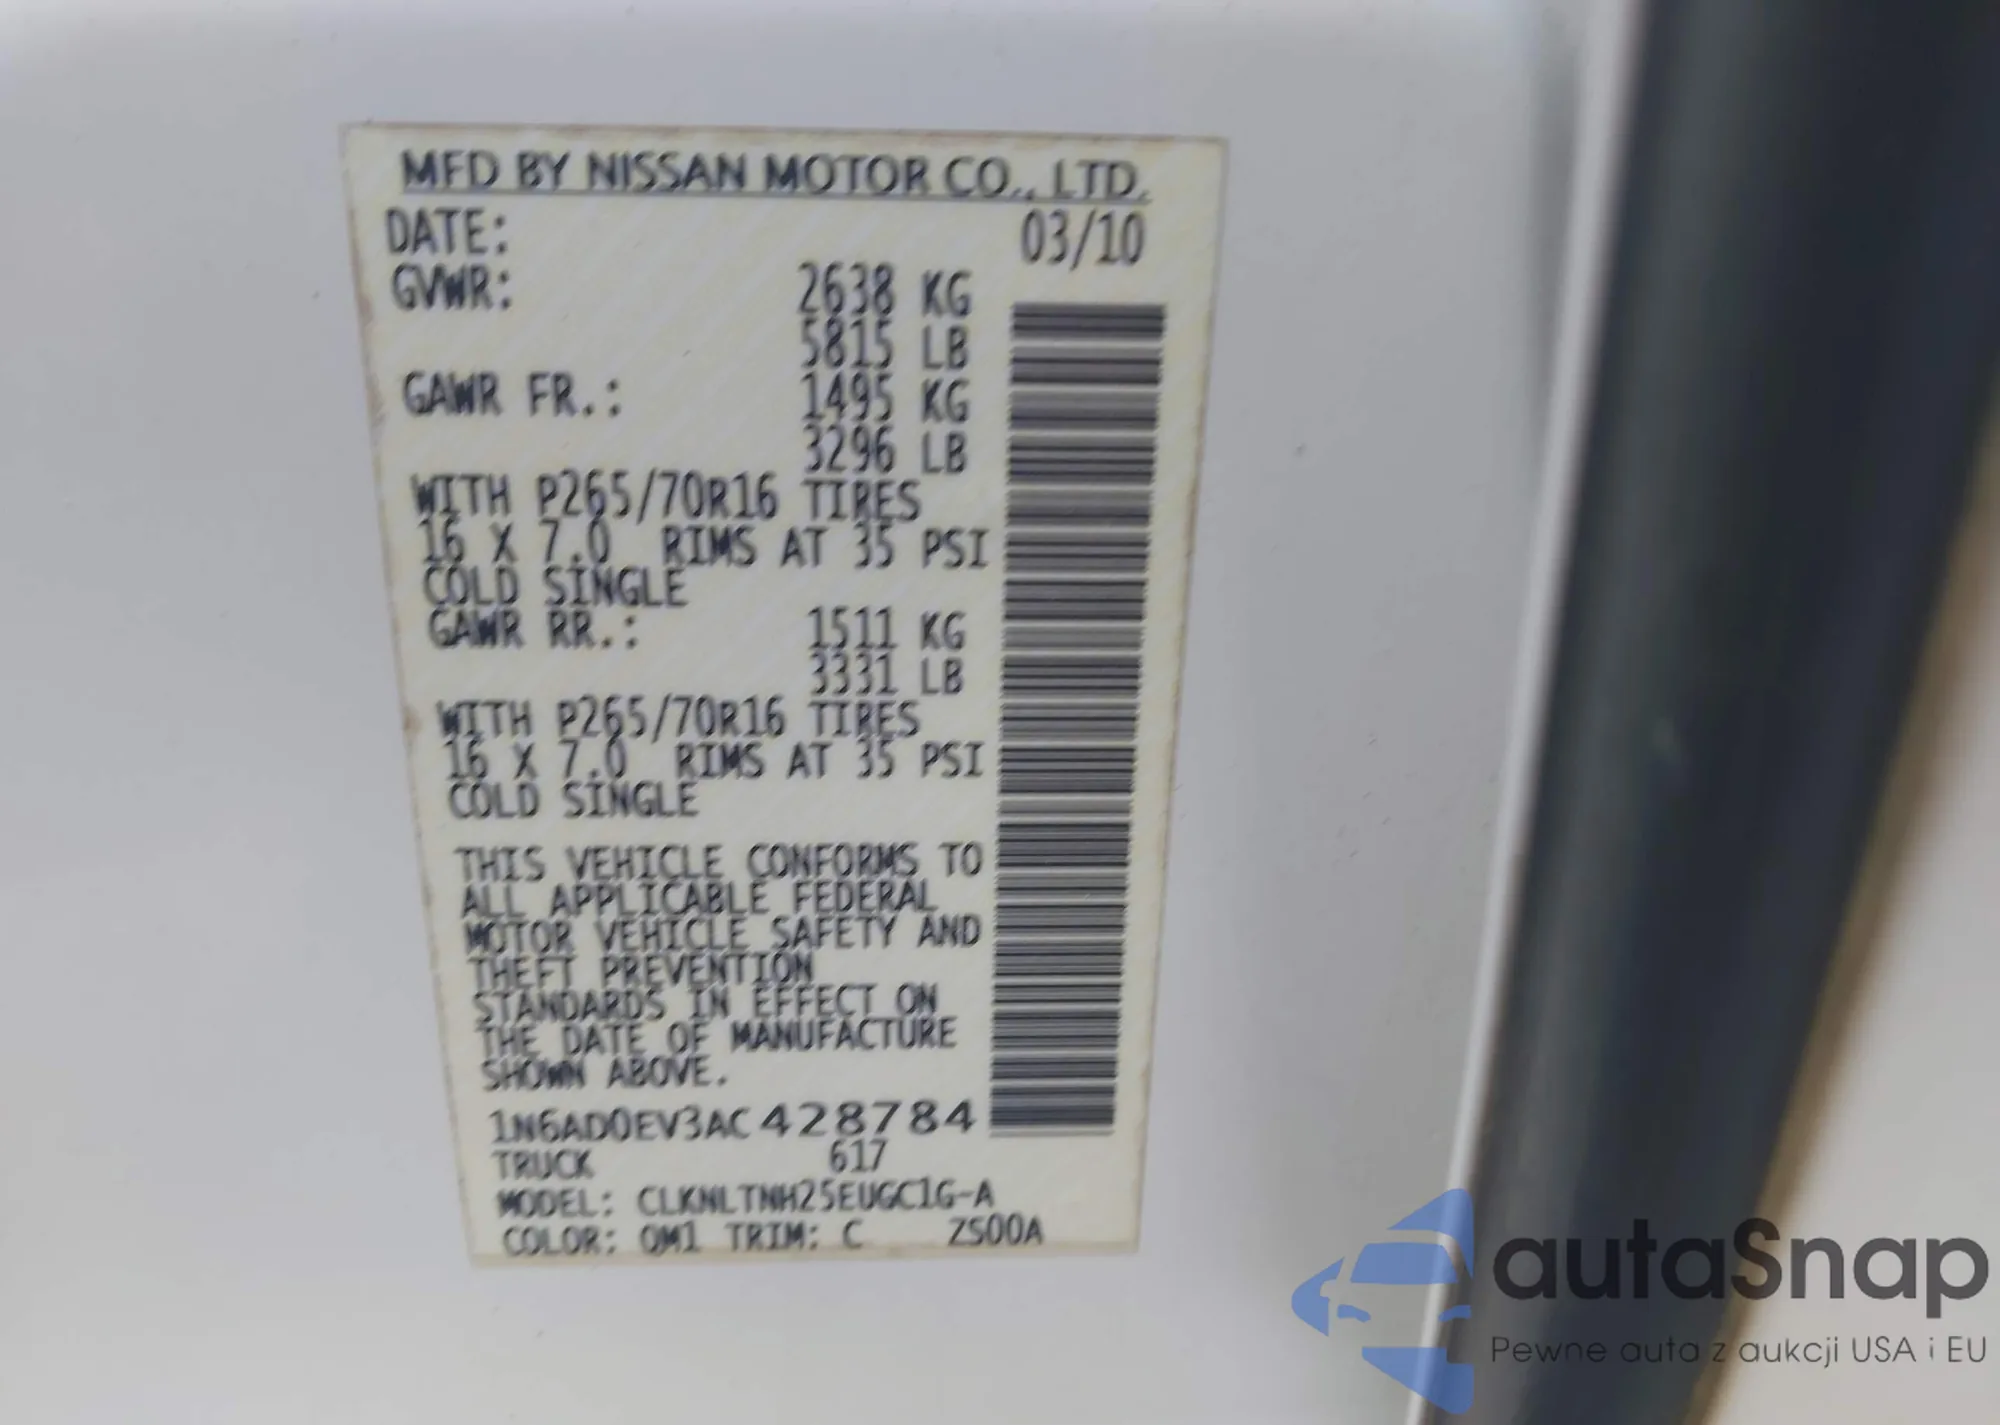 MFD BY NISSAN MOTOR CO., LTD.
DATE: 03/10
GVWR: 2638 KG
5815 LB
GAWR FR.: 1495 KG
3296 LB
WITH P265/70R16 TIRES
16 X 7.0 RIMS AT 35 PSI
COLD SINGLE
GAWR RR.: 1511 KG
3331 LB
WITH P265/70R16 TIRES
16 X 7.0 RIMS AT 35 PSI
COLD SINGLE
THIS VEHICLE CONFORMS TO
ALL APPLICABLE FEDERAL
MOTOR VEHICLE SAFETY AND
THEFT PREVENTION
STANDARDS IN EFFECT ON
THE DATE OF MANUFACTURE
SHOWN ABOVE.
1N6AD0EV3AC428784
TRUCK 617
MODEL: CLKNLTNH25EUGC1G-A
COLOR: QM1 TRIM: C ZS00A
autaSnap
Pewne auta z aukcji USA i EU